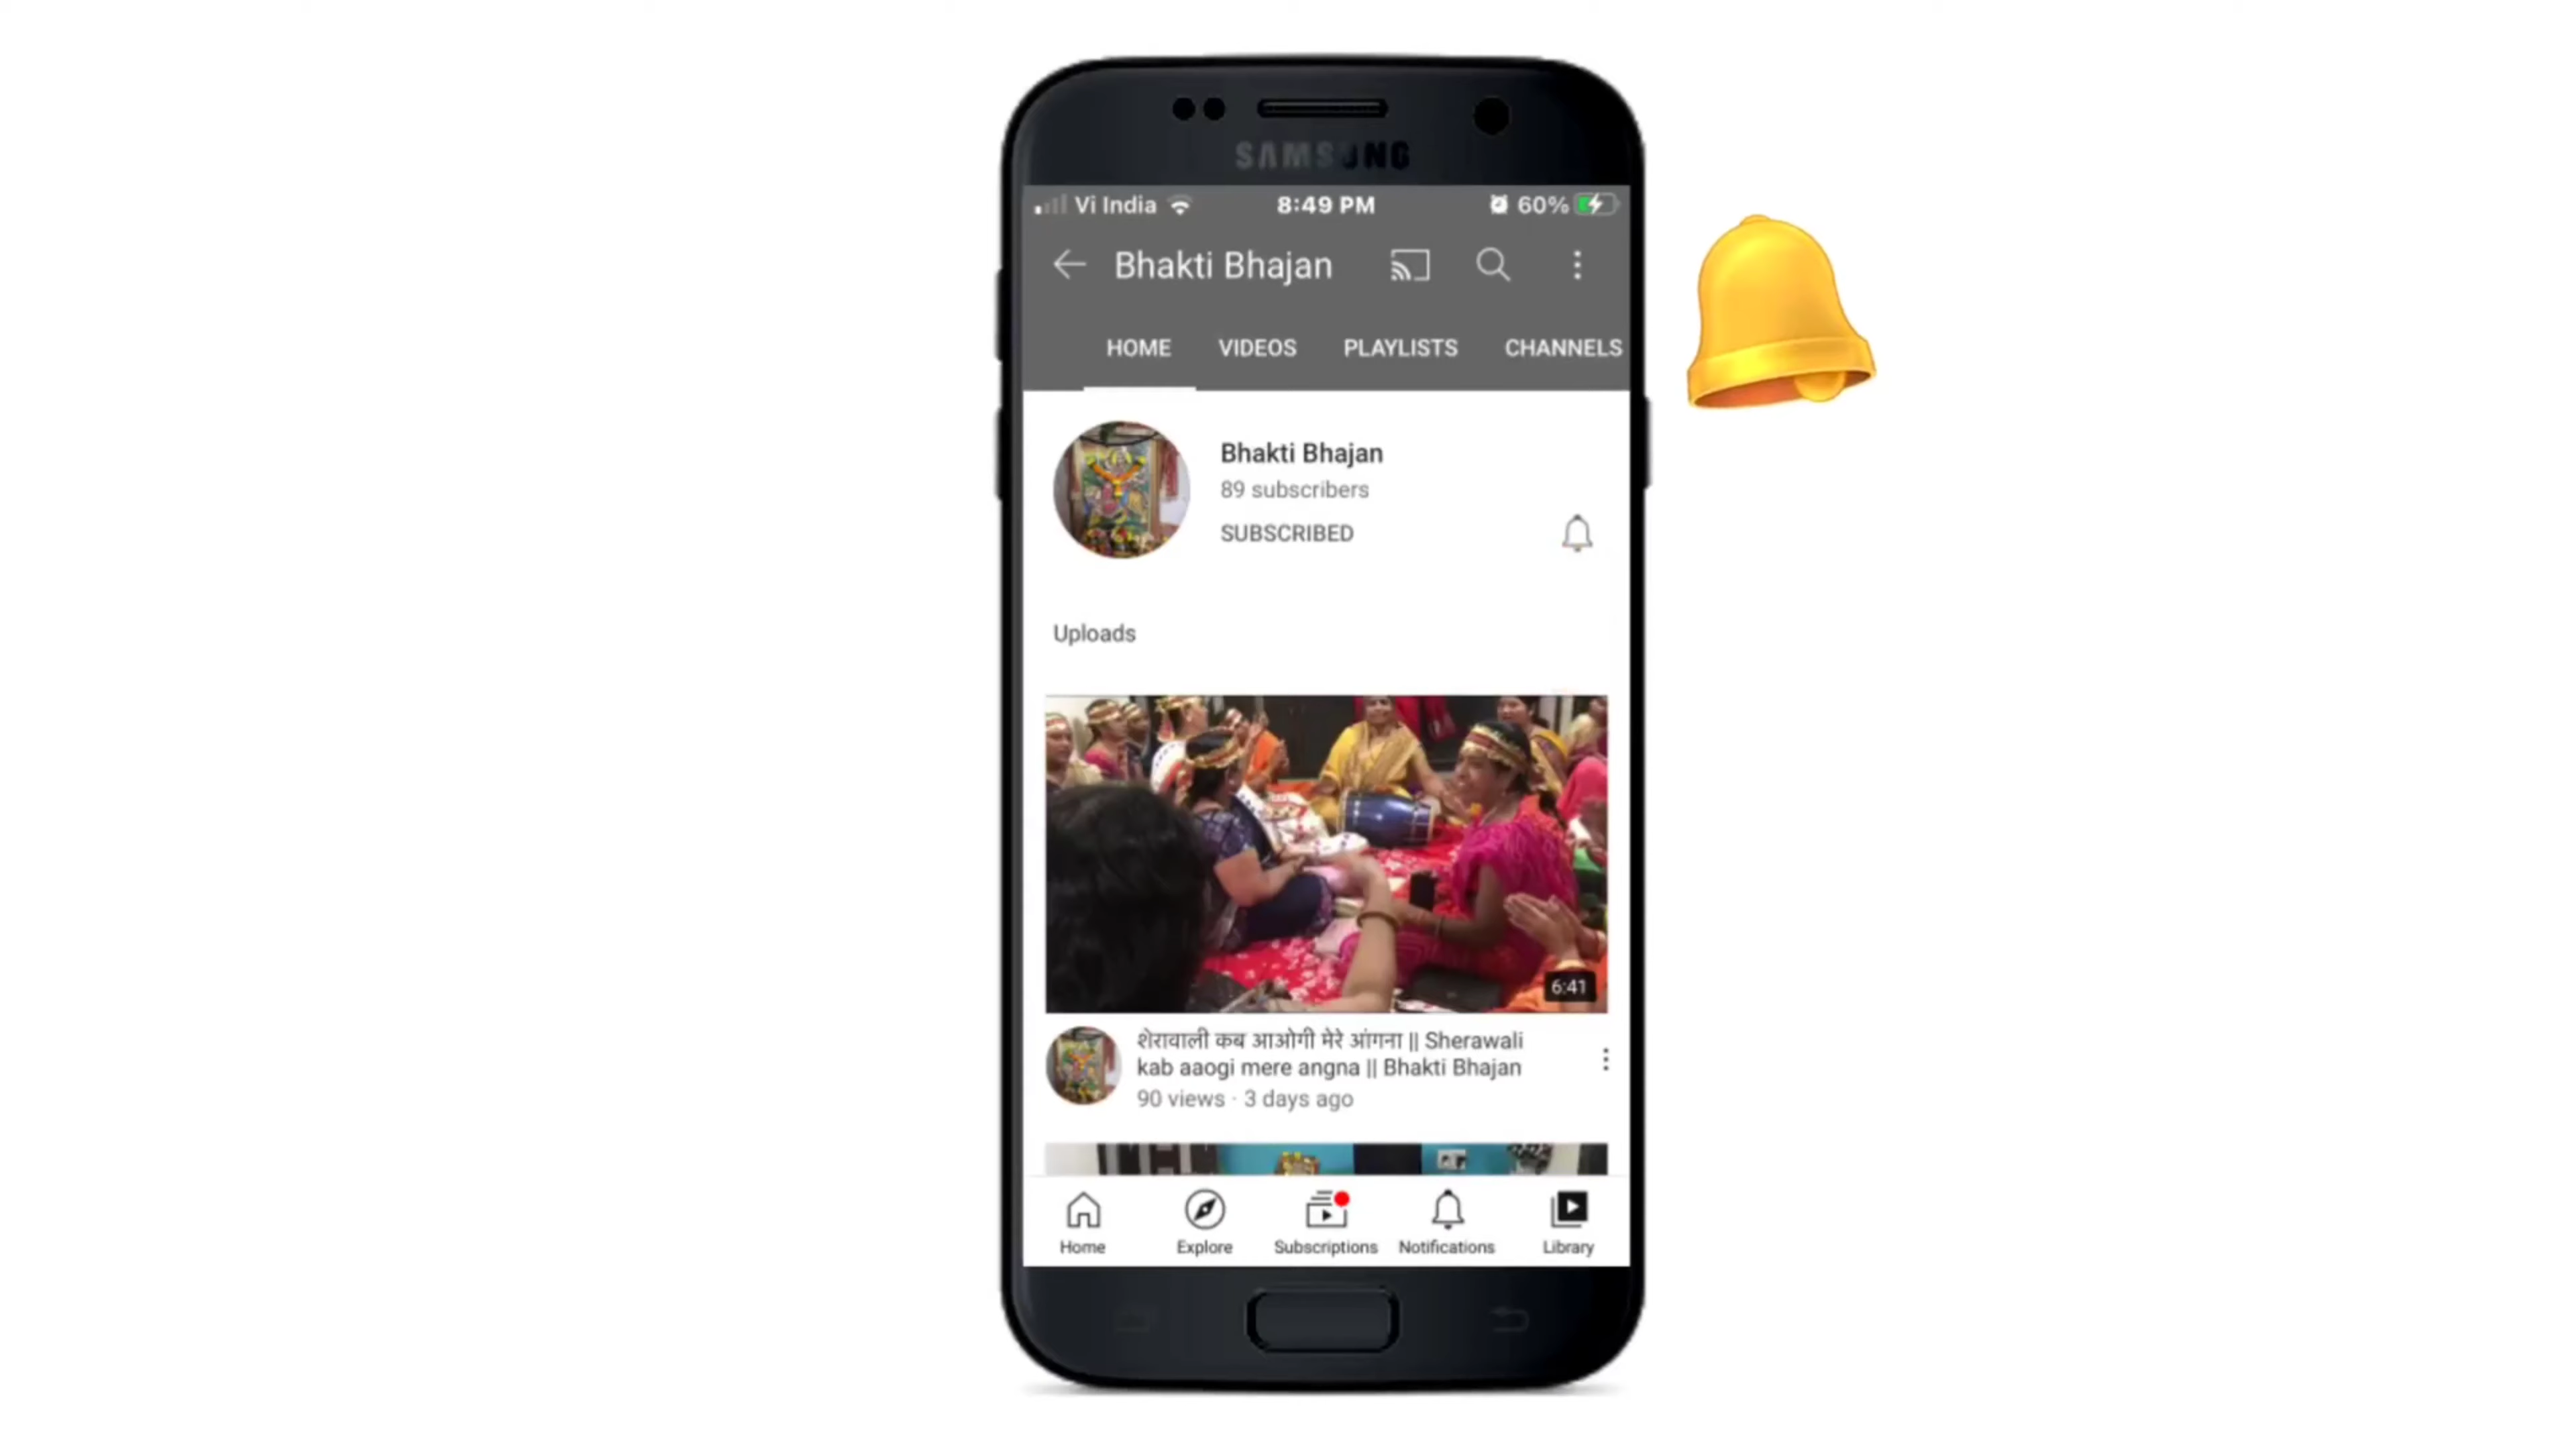 SAMSUNG
Vi India 8:49 PM 60%
Bhakti Bhajan
HOME VIDEOS PLAYLISTS CHANNELS
Bhakti Bhajan
89 subscribers
SUBSCRIBED
Uploads
6:41
शेरावाली कब आओगी मेरे आंगना || Sherawali
kab aaogi mere angna || Bhakti Bhajan
90 views · 3 days ago
Home Explore Subscriptions Notifications Library